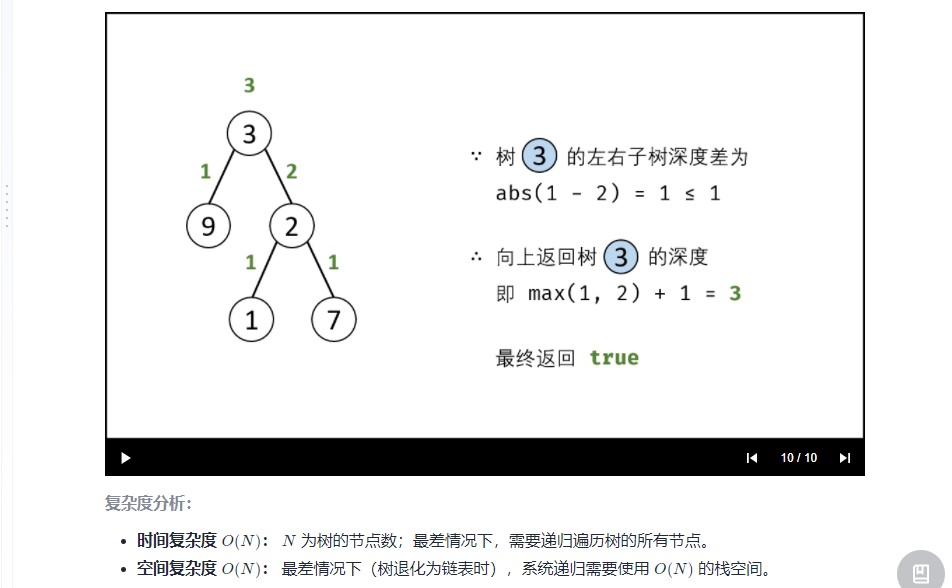 3
3
1 2
9 2
1 1
1 7
∵ 树 3 的左右子树深度差为
abs(1 - 2) = 1 ≤ 1
∴ 向上返回树 3 的深度
即 max(1, 2) + 1 = 3
最终返回 true
10 / 10
复杂度分析:
• 时间复杂度 O(N)： N 为树的节点数；最差情况下，需要递归遍历树的所有节点。
• 空间复杂度 O(N)： 最差情况下（树退化为链表时），系统递归需要使用 O(N) 的栈空间。